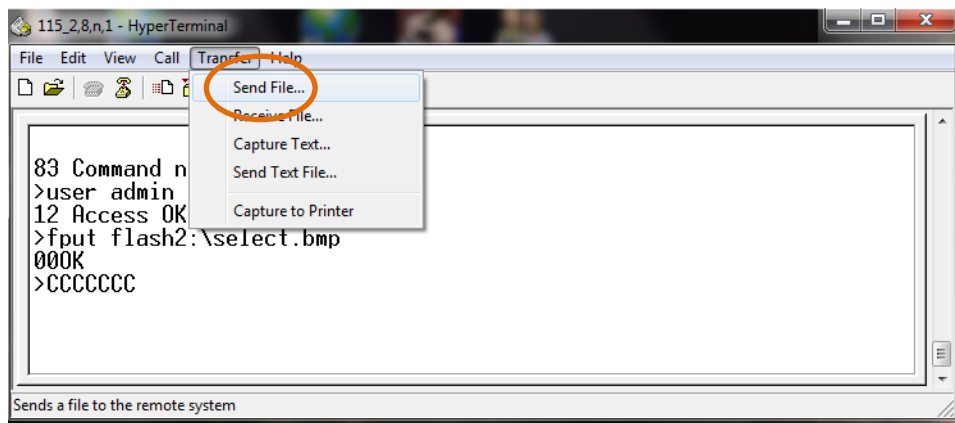 115_2,8,n,1 - HyperTerminal
File Edit View Call Transfer Help
Send File...
Receive File...
Capture Text...
Send Text File...
Capture to Printer
83 Command n
>user admin
12 Access OK
>fput flash2:\select.bmp
00OK
>CCCCCCC
Sends a file to the remote system